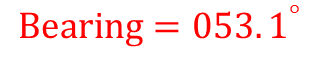 Bearing = 053.1°